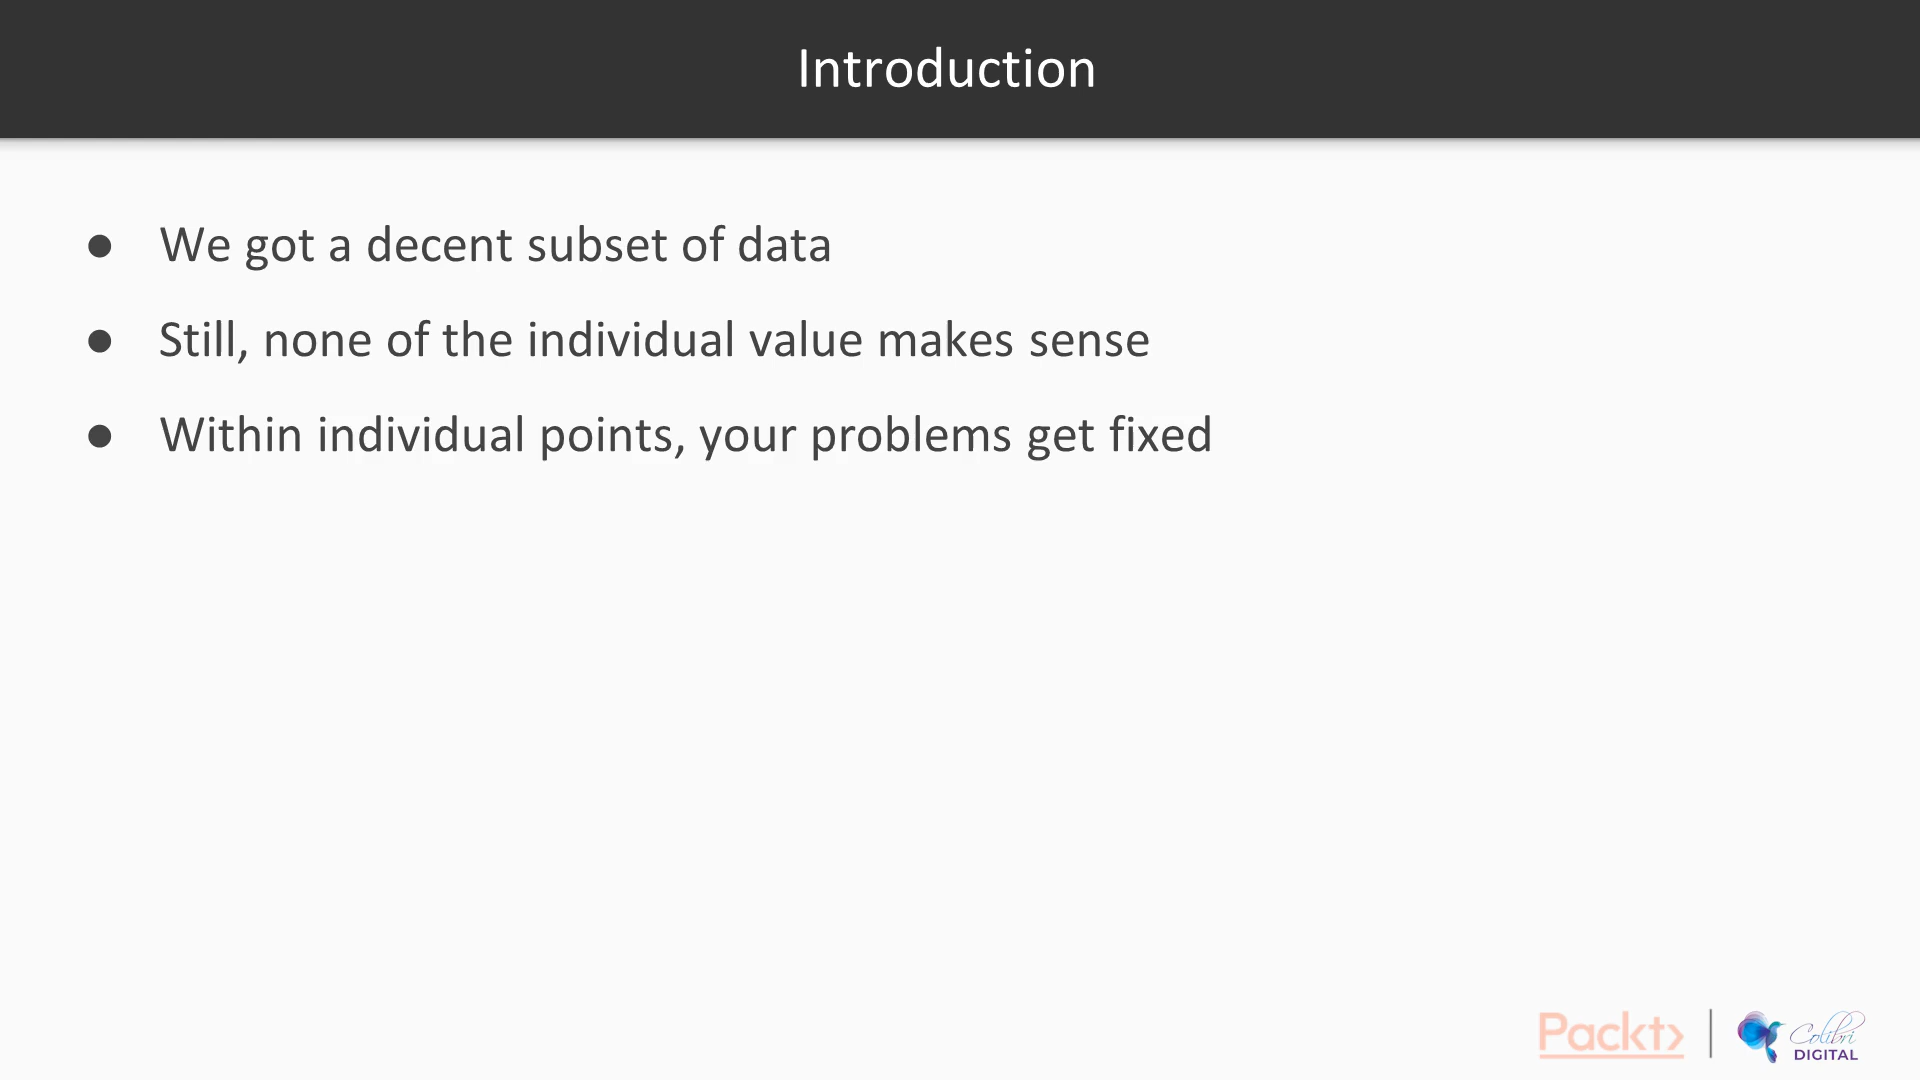 Introduction
● We got a decent subset of data
● Still, none of the individual value makes sense
● Within individual points, your problems get fixed
Packt>
Colibri
DIGITAL